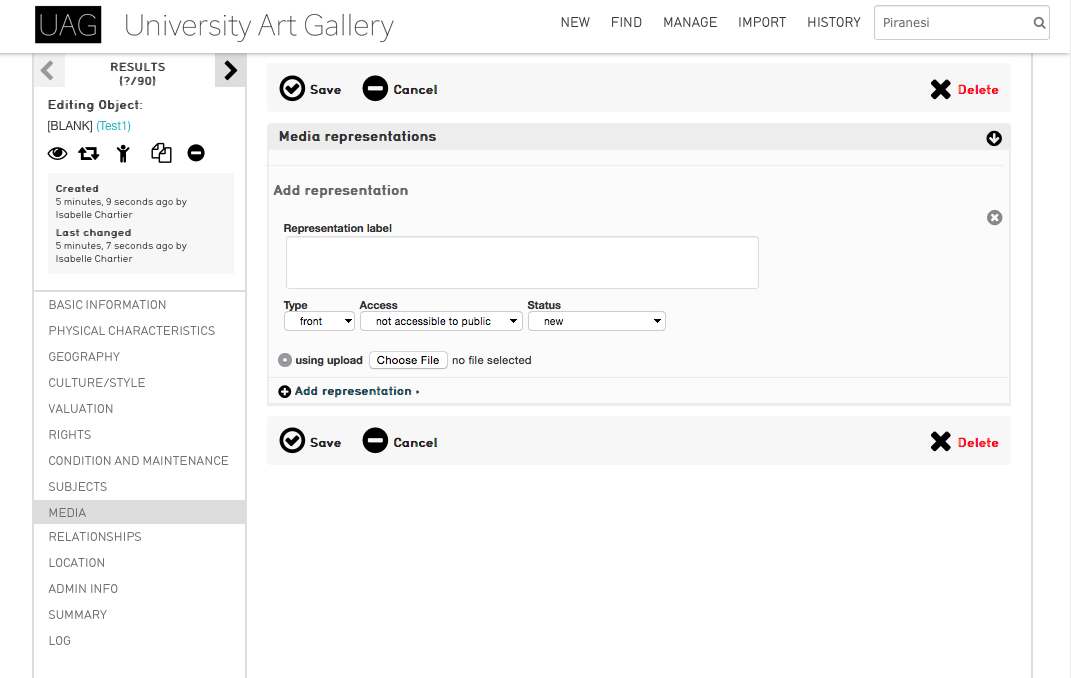 UAG University Art Gallery
NEW FIND MANAGE IMPORT HISTORY Piranesi
RESULTS
(?/90)
Editing Object:
[BLANK] (Test1)
Created
5 minutes, 9 seconds ago by
Isabelle Chartier
Last changed
5 minutes, 7 seconds ago by
Isabelle Chartier
BASIC INFORMATION
PHYSICAL CHARACTERISTICS
GEOGRAPHY
CULTURE/STYLE
VALUATION
RIGHTS
CONDITION AND MAINTENANCE
SUBJECTS
MEDIA
RELATIONSHIPS
LOCATION
ADMIN INFO
SUMMARY
LOG
Save Cancel Delete
Media representations
Add representation
Representation label
Type Access Status
front not accessible to public new
using upload Choose File no file selected
Add representation ▸
Save Cancel Delete